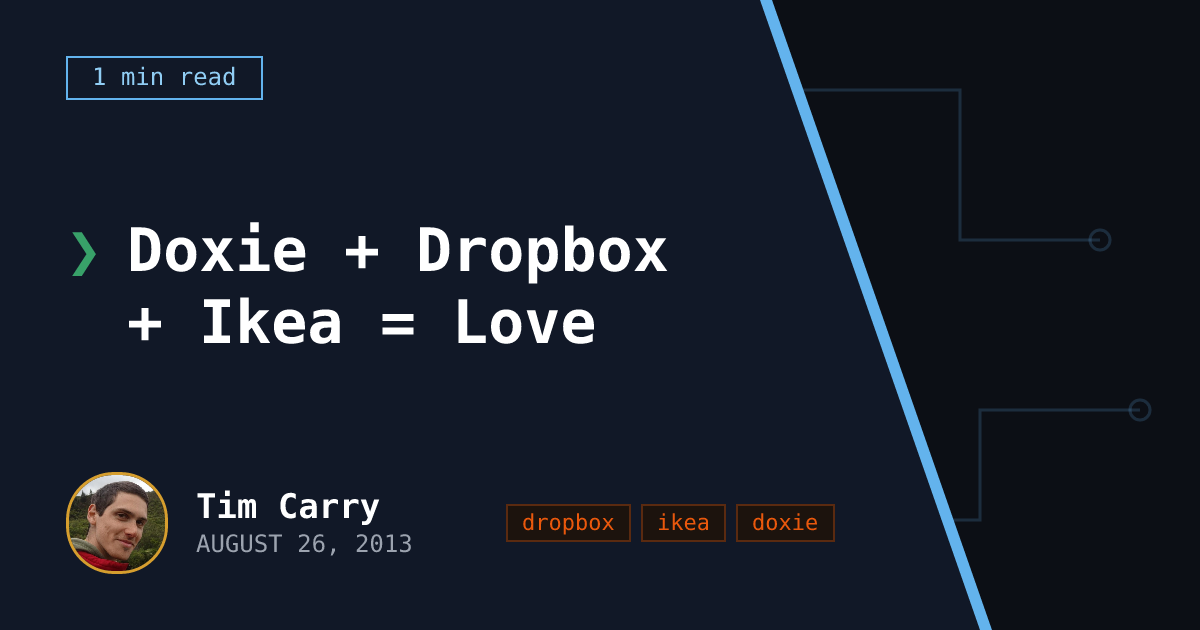 1 min read
❯ Doxie + Dropbox
+ Ikea = Love
Tim Carry
AUGUST 26, 2013
dropbox ikea doxie